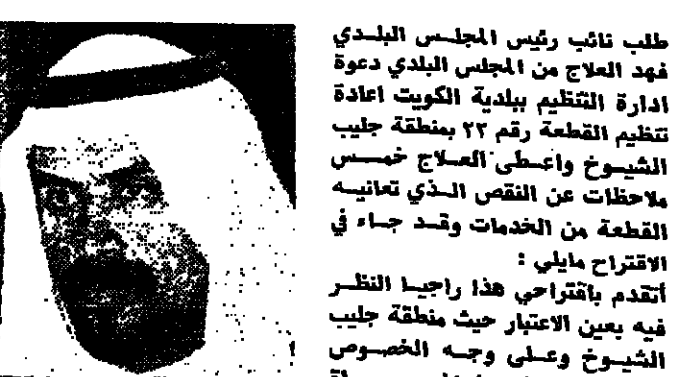 طلب نائب رئيس المجلس البلدي
فهد العلاج من المجلس البلدي دعوة
ادارة التنظيم ببلدية الكويت اعادة
تنظيم القطعة رقم ٢٢ بمنطقة جليب
الشيوخ واعطى العلاج خمس
ملاحظات عن النقص الذي تعانيه
القطعة من الخدمات وقد جاء في
الاقتراح مايلي :
أتقدم باقتراحي هذا راجيا النظر
فيه بعين الاعتبار حيث منطقة جليب
الشيوخ وعلى وجه الخصوص